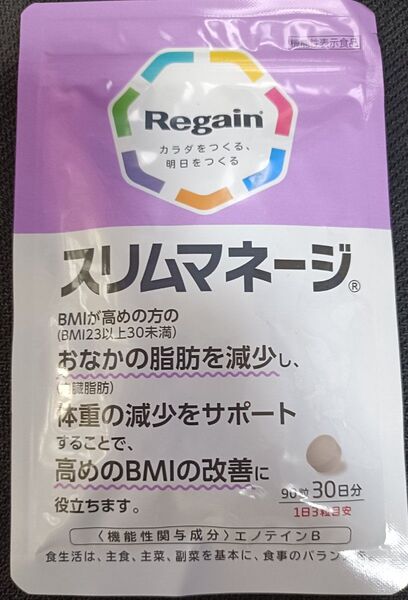 機能性表示食品
Regain®
カラダをつくる、
明日をつくる
スリムマネージ®
BMIが高めの方の
(BMI23以上30未満)
おなかの脂肪を減少し、
臓脂肪)
体重の減少をサポート
することで、
高めのBMIの改善に
役立ちます。
90粒 30日分
1日3粒目安
〈機能性関与成分〉エノテインB
食生活は、主食、主菜、副菜を基本に、食事のバランスを。